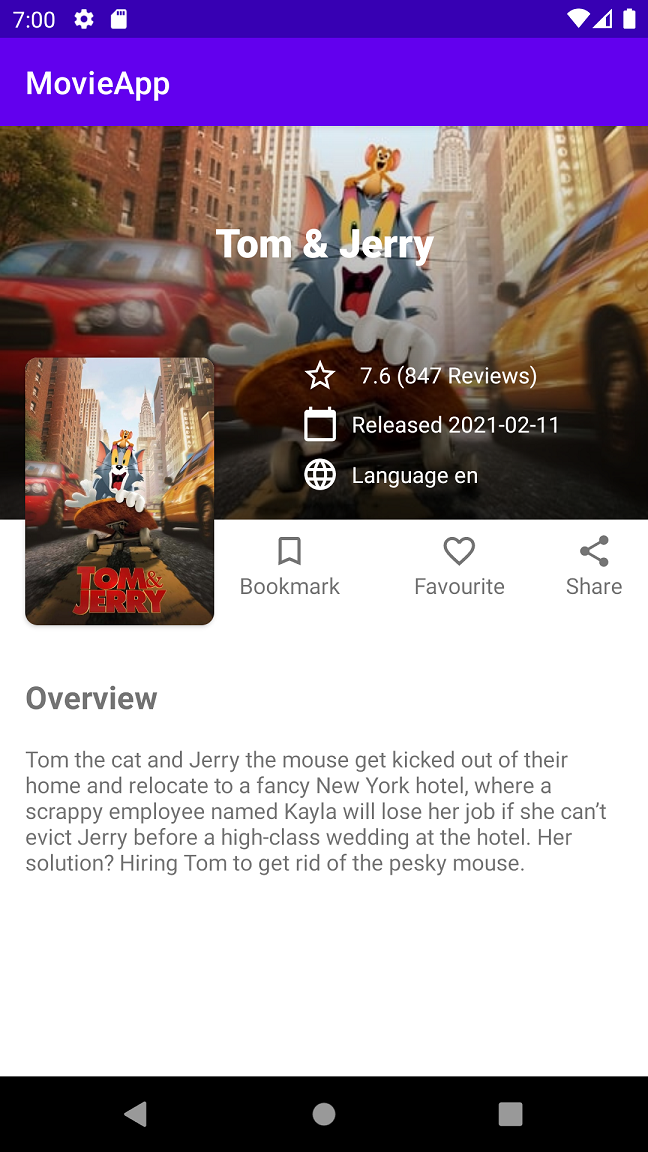 7:00
MovieApp
Tom & Jerry
7.6 (847 Reviews)
Released 2021-02-11
Language en
TOM&
JERRY
Bookmark
Favourite
Share
Overview
Tom the cat and Jerry the mouse get kicked out of their
home and relocate to a fancy New York hotel, where a
scrappy employee named Kayla will lose her job if she can’t
evict Jerry before a high-class wedding at the hotel. Her
solution? Hiring Tom to get rid of the pesky mouse.